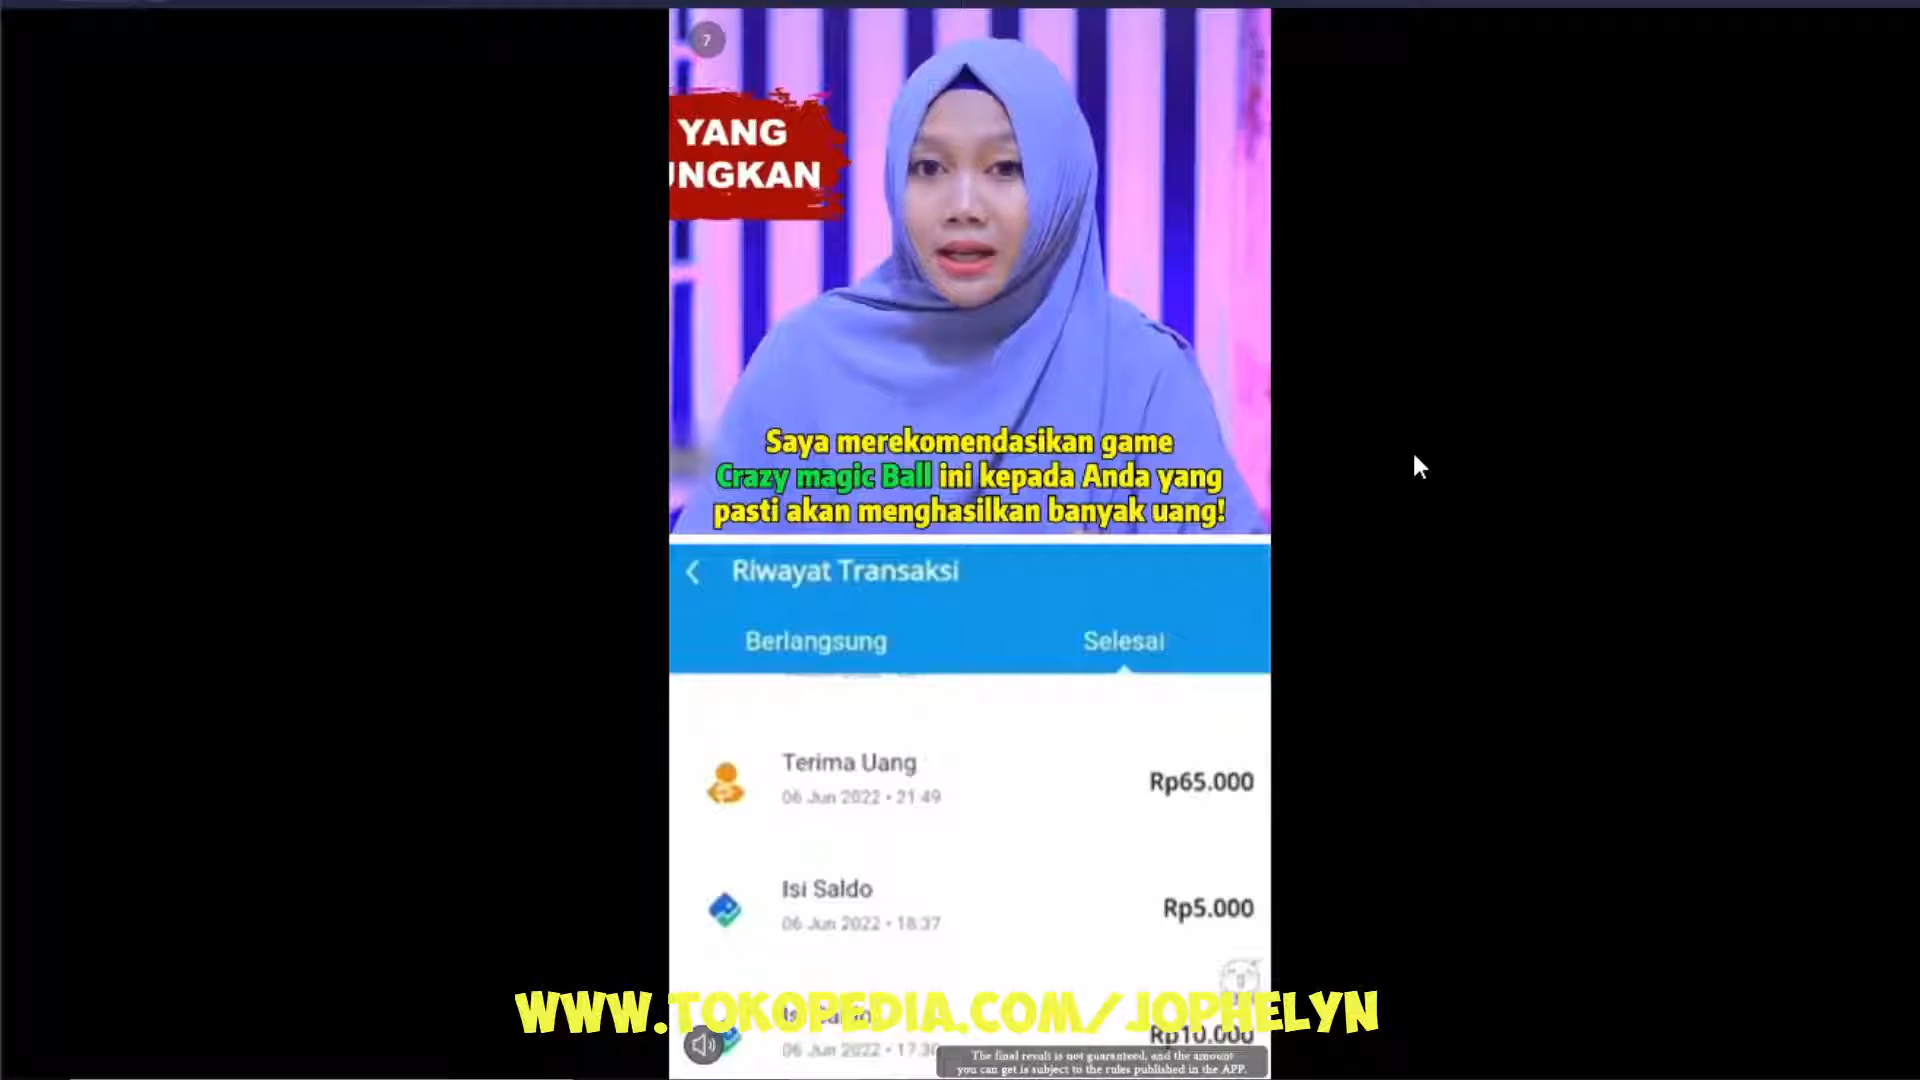 7
YANG
UNGKAN
Saya merekomendasikan game
Crazy magic Ball ini kepada Anda yang
pasti akan menghasilkan banyak uang!
Riwayat Transaksi
Berlangsung Selesai
Terima Uang
06 Jun 2022 • 21:49
Rp65.000
Isi Saldo
06 Jun 2022 • 18:37
Rp5.000
WWW.TOKOPEDIA.COM/JOPHELYN
Rp10.000
06 Jun 2022
The final result is not guaranteed, and the amount
you can get is subject to the rules published in the APP.